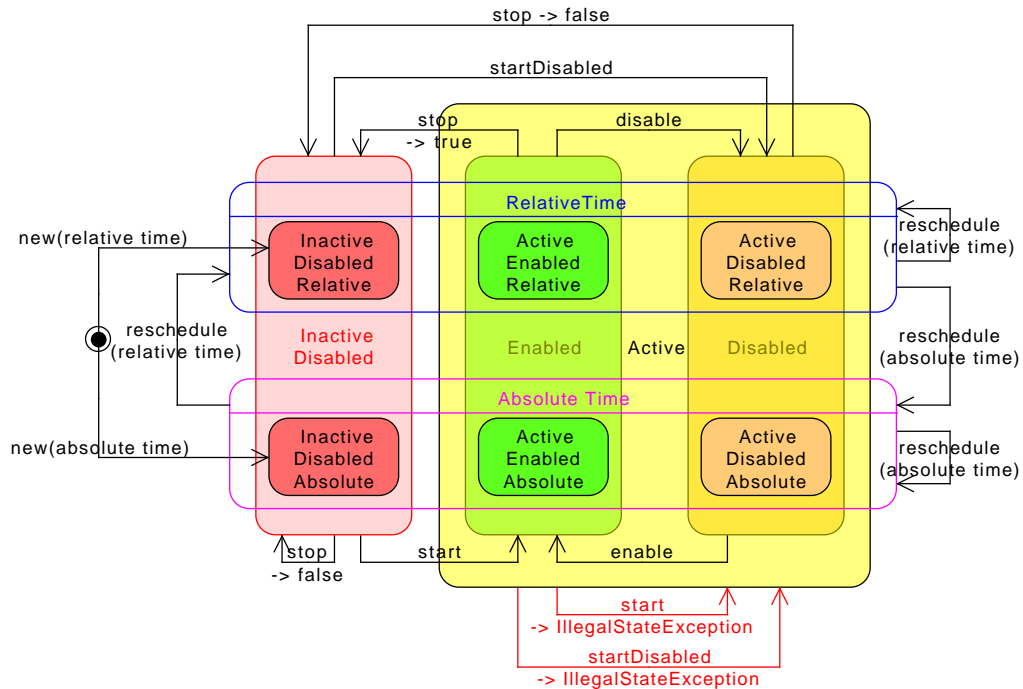 stop -> false
startDisabled
stop
-> true
disable
RelativeTime
new(relative time)
Inactive
Disabled
Relative
Active
Enabled
Relative
Active
Disabled
Relative
reschedule
(relative time)
reschedule
(relative time)
Inactive
Disabled
Enabled
Active
Disabled
reschedule
(absolute time)
Absolute Time
new(absolute time)
Inactive
Disabled
Absolute
Active
Enabled
Absolute
Active
Disabled
Absolute
reschedule
(absolute time)
stop
-> false
start
enable
start
-> IllegalStateException
startDisabled
-> IllegalStateException